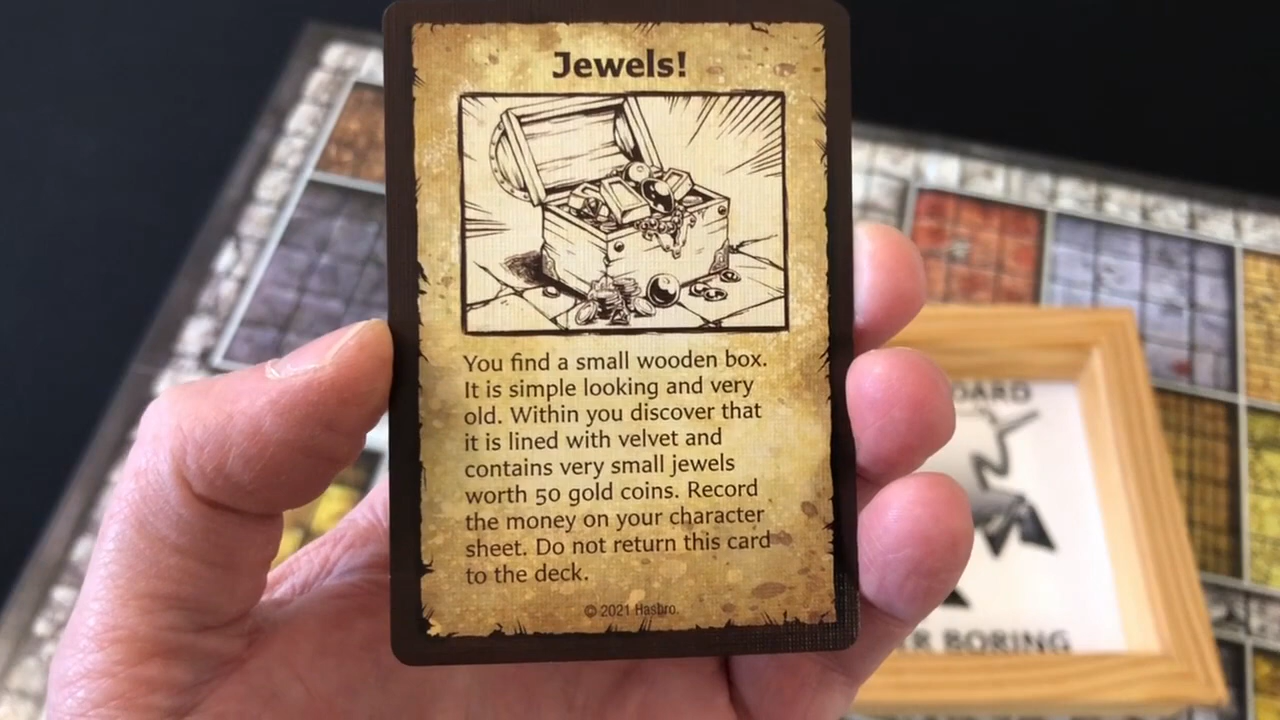 Jewels!
You find a small wooden box.
It is simple looking and very
old. Within you discover that
it is lined with velvet and
contains very small jewels
worth 50 gold coins. Record
the money on your character
sheet. Do not return this card
to the deck.
© 2021 Hasbro.
BORING